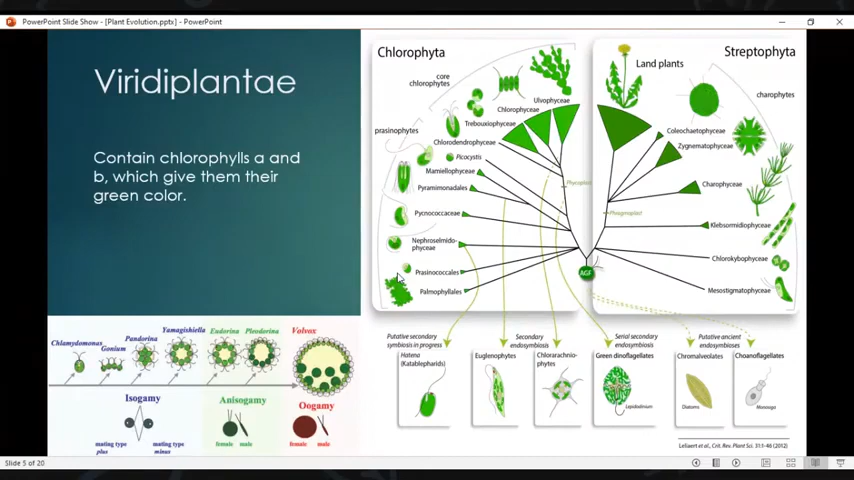 PowerPoint Slide Show - [Plant Evolution.pptx] - PowerPoint
Viridiplantae
Contain chlorophylls a and
b, which give them their
green color.
Chlamydomonas
Gonium
Pandorina
Yamagishiella
Eudorina
Pleodorina
Volvox
Isogamy
mating type
plus
mating type
minus
Anisogamy
female
male
Oogamy
female
male
Chlorophyta
core
chlorophytes
prasinophytes
Ulvophyceae
Chlorophyceae
Trebouxiophyceae
Chlorodendrophyceae
Picocystis
Mamiellophyceae
Pyramimonadales
Pycnococcaceae
Nephroselmido-
phyceae
Prasinococcales
Palmophyllales
Phycoplast
AGF
Streptophyta
Land plants
charophytes
Coleochaetophyceae
Zygnematophyceae
Charophyceae
Phragmoplast
Klebsormidiophyceae
Chlorokybophyceae
Mesostigmatophyceae
Putative secondary
symbiosis in progress
Secondary
endosymbiosis
Serial secondary
endosymbiosis
Putative ancient
endosymbioses
Hatena
(Katablepharids)
Euglenophytes
Chlorarachnio-
phytes
Green dinoflagellates
Lepidodinium
Chromalveolates
Diatoms
Choanoflagellates
Monosiga
Leliaert et al., Crit. Rev. Plant Sci. 31:1-46 (2012)
Slide 5 of 20